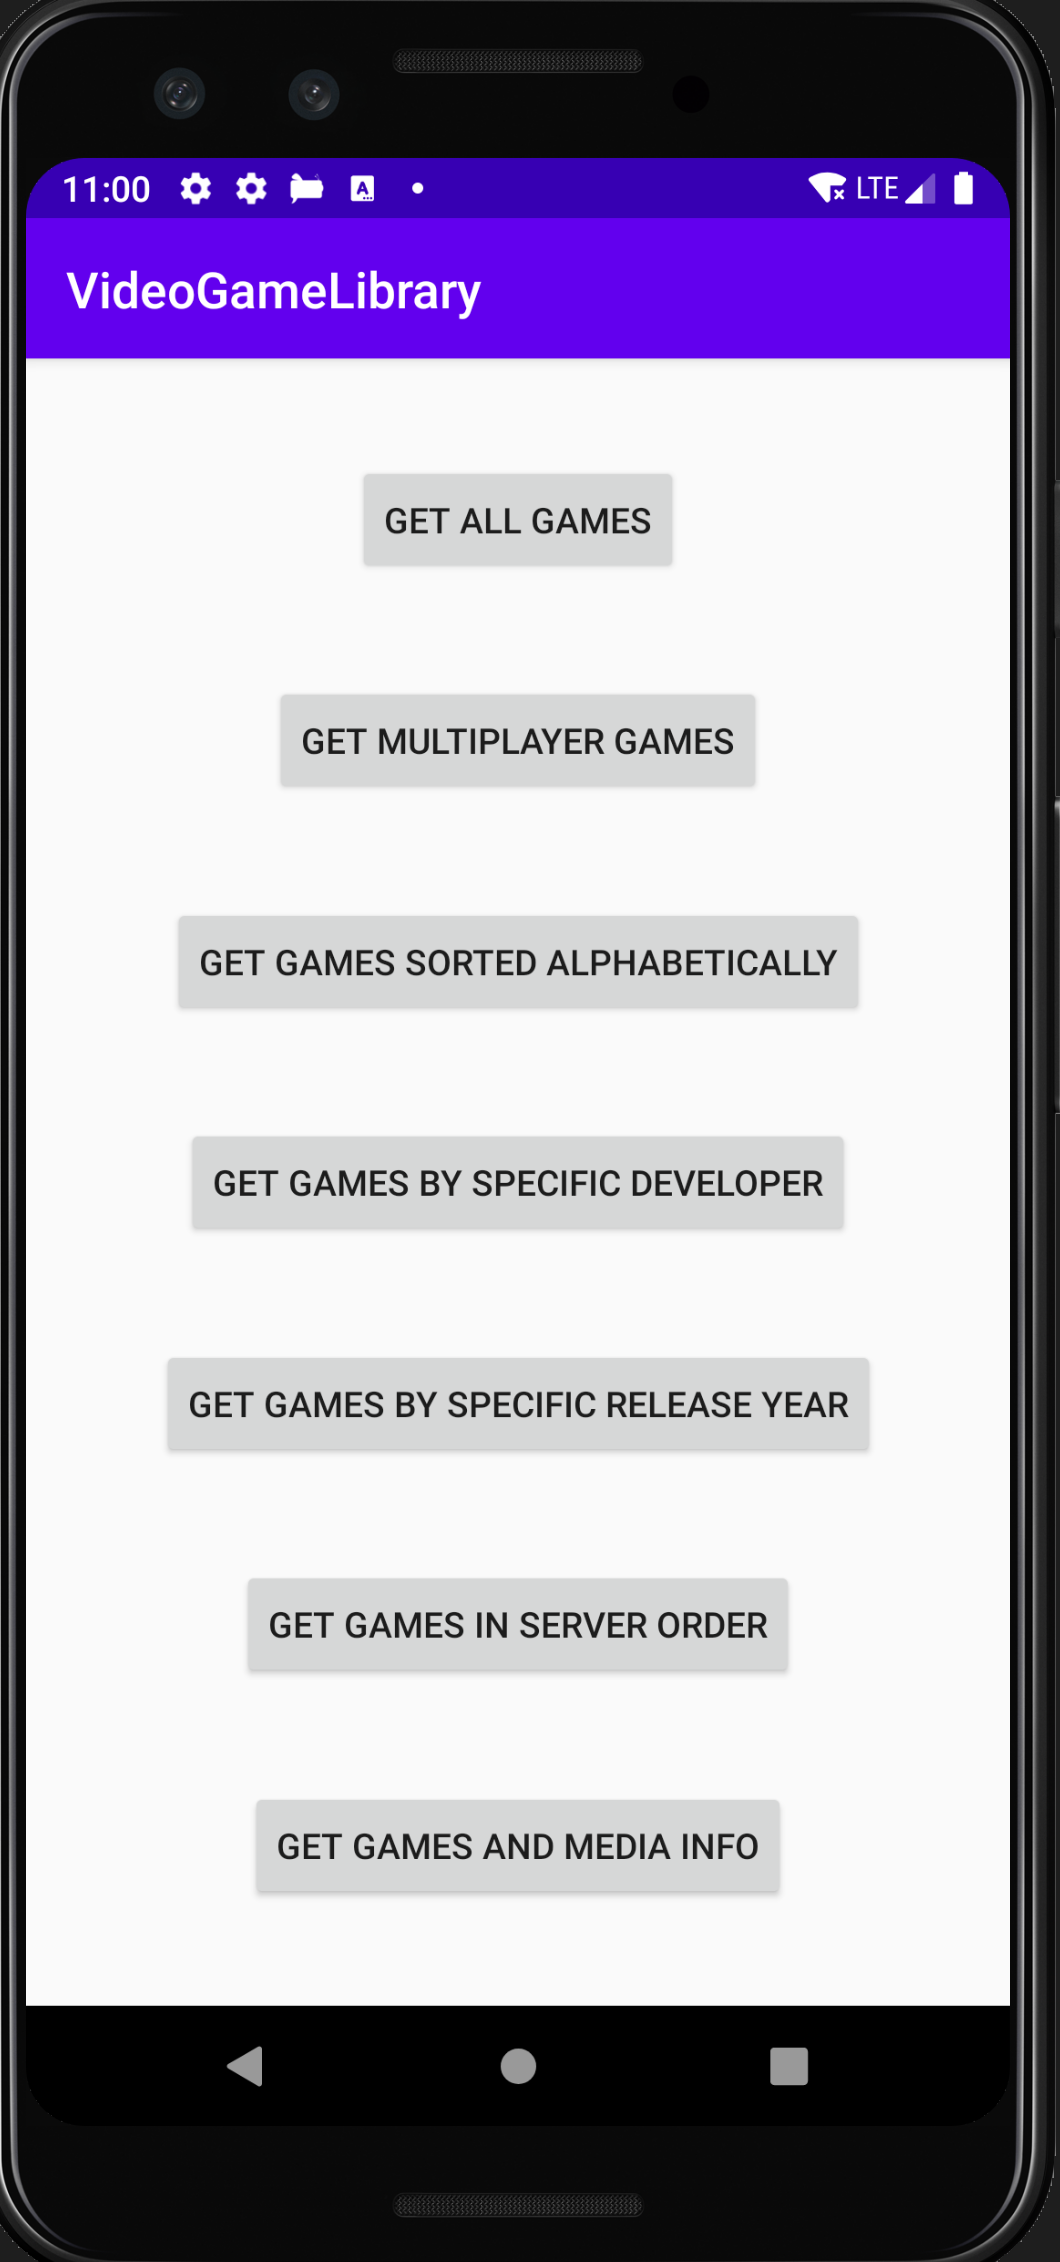 11:00 A LTE
VideoGameLibrary
GET ALL GAMES
GET MULTIPLAYER GAMES
GET GAMES SORTED ALPHABETICALLY
GET GAMES BY SPECIFIC DEVELOPER
GET GAMES BY SPECIFIC RELEASE YEAR
GET GAMES IN SERVER ORDER
GET GAMES AND MEDIA INFO